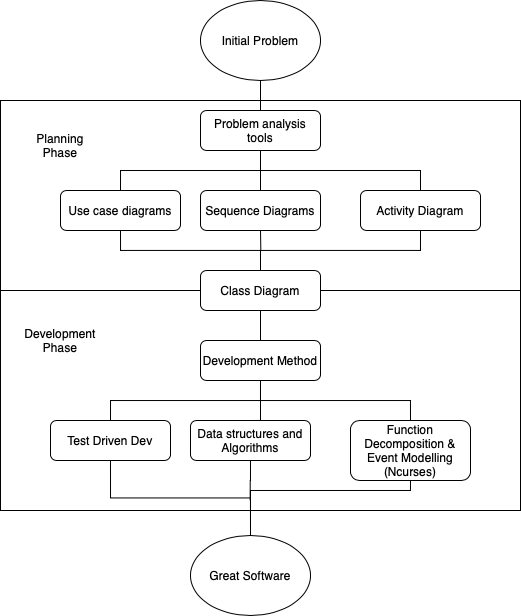 Initial Problem
Planning
Phase
Problem analysis
tools
Use case diagrams
Sequence Diagrams
Activity Diagram
Class Diagram
Development
Phase
Development Method
Test Driven Dev
Data structures and
Algorithms
Function
Decomposition &
Event Modelling
(Ncurses)
Great Software